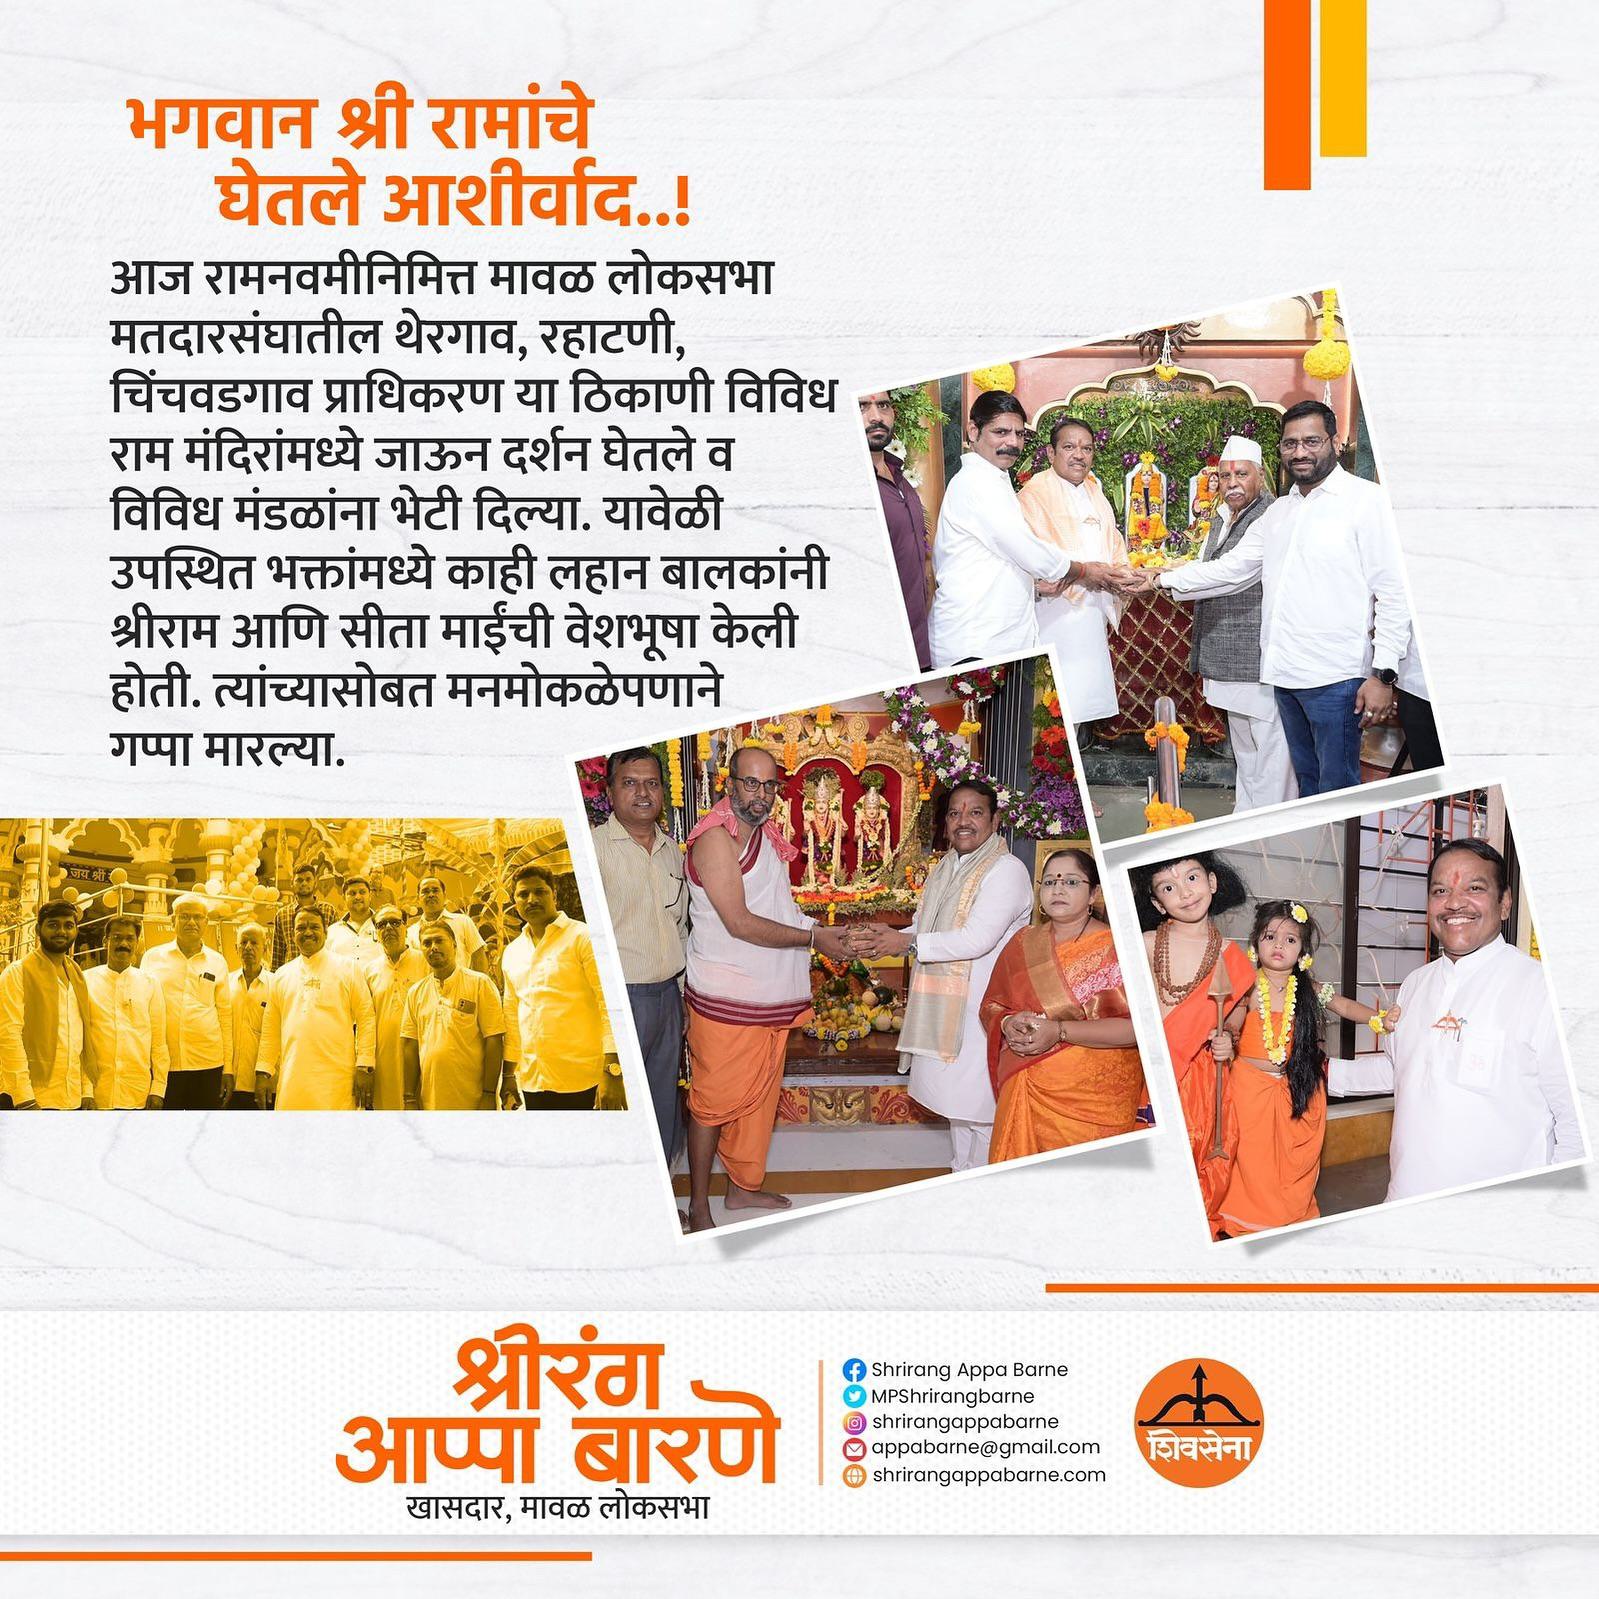 भगवान श्री रामांचे
घेतले आशीर्वाद..!
आज रामनवमीनिमित्त मावळ लोकसभा
मतदारसंघातील थेरगाव, रहाटणी,
चिंचवडगाव प्राधिकरण या ठिकाणी विविध
राम मंदिरांमध्ये जाऊन दर्शन घेतले व
विविध मंडळांना भेटी दिल्या. यावेळी
उपस्थित भक्तांमध्ये काही लहान बालकांनी
श्रीराम आणि सीता माईंची वेशभूषा केली
होती. त्यांच्यासोबत मनमोकळेपणाने
गप्पा मारल्या.
जय श्री
श्रीरंग
आप्पा बारणे
खासदार, मावळ लोकसभा
Shrirang Appa Barne
MPShrirangbarne
shrirangappabarne
appabarne@gmail.com
shrirangappabarne.com
शिवसेना